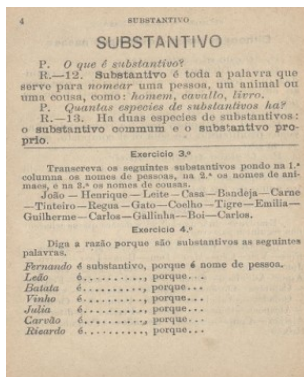 4 SUBSTANTIVO
SUBSTANTIVO
P. O que é substantivo?
R.—12. Substantivo é toda a palavra que
serve para nomear uma pessoa, um animal ou
uma cousa, como: homem, cavallo, livro.
P. Quantas especies de substantivos ha?
R.—13. Ha duas especies de substantivos:
o substantivo commum e o substantivo pro-
prio.
Exercicio 3.º
Transcreva os seguintes substantivos pondo na 1.ª
columna os nomes de pessoas, na 2.ª os nomes de ani-
maes, e na 3.ª os nomes de cousas.
João — Henrique — Leite — Casa — Bandeja — Carne
— Tinteiro — Regua — Gato — Coelho — Tigre — Emilia —
Guilherme — Carlos — Gallinha — Boi — Carlos.
Exercicio 4.º
Diga a razão porque são substantivos as seguintes
palavras.
Fernando é substantivo, porque é nome de pessoa.
Leão é.........., porque...
Batata é.........., porque...
Vinho é.........., porque...
Julia é.........., porque...
Carvão é.........., porque...
Ricardo é.........., porque...